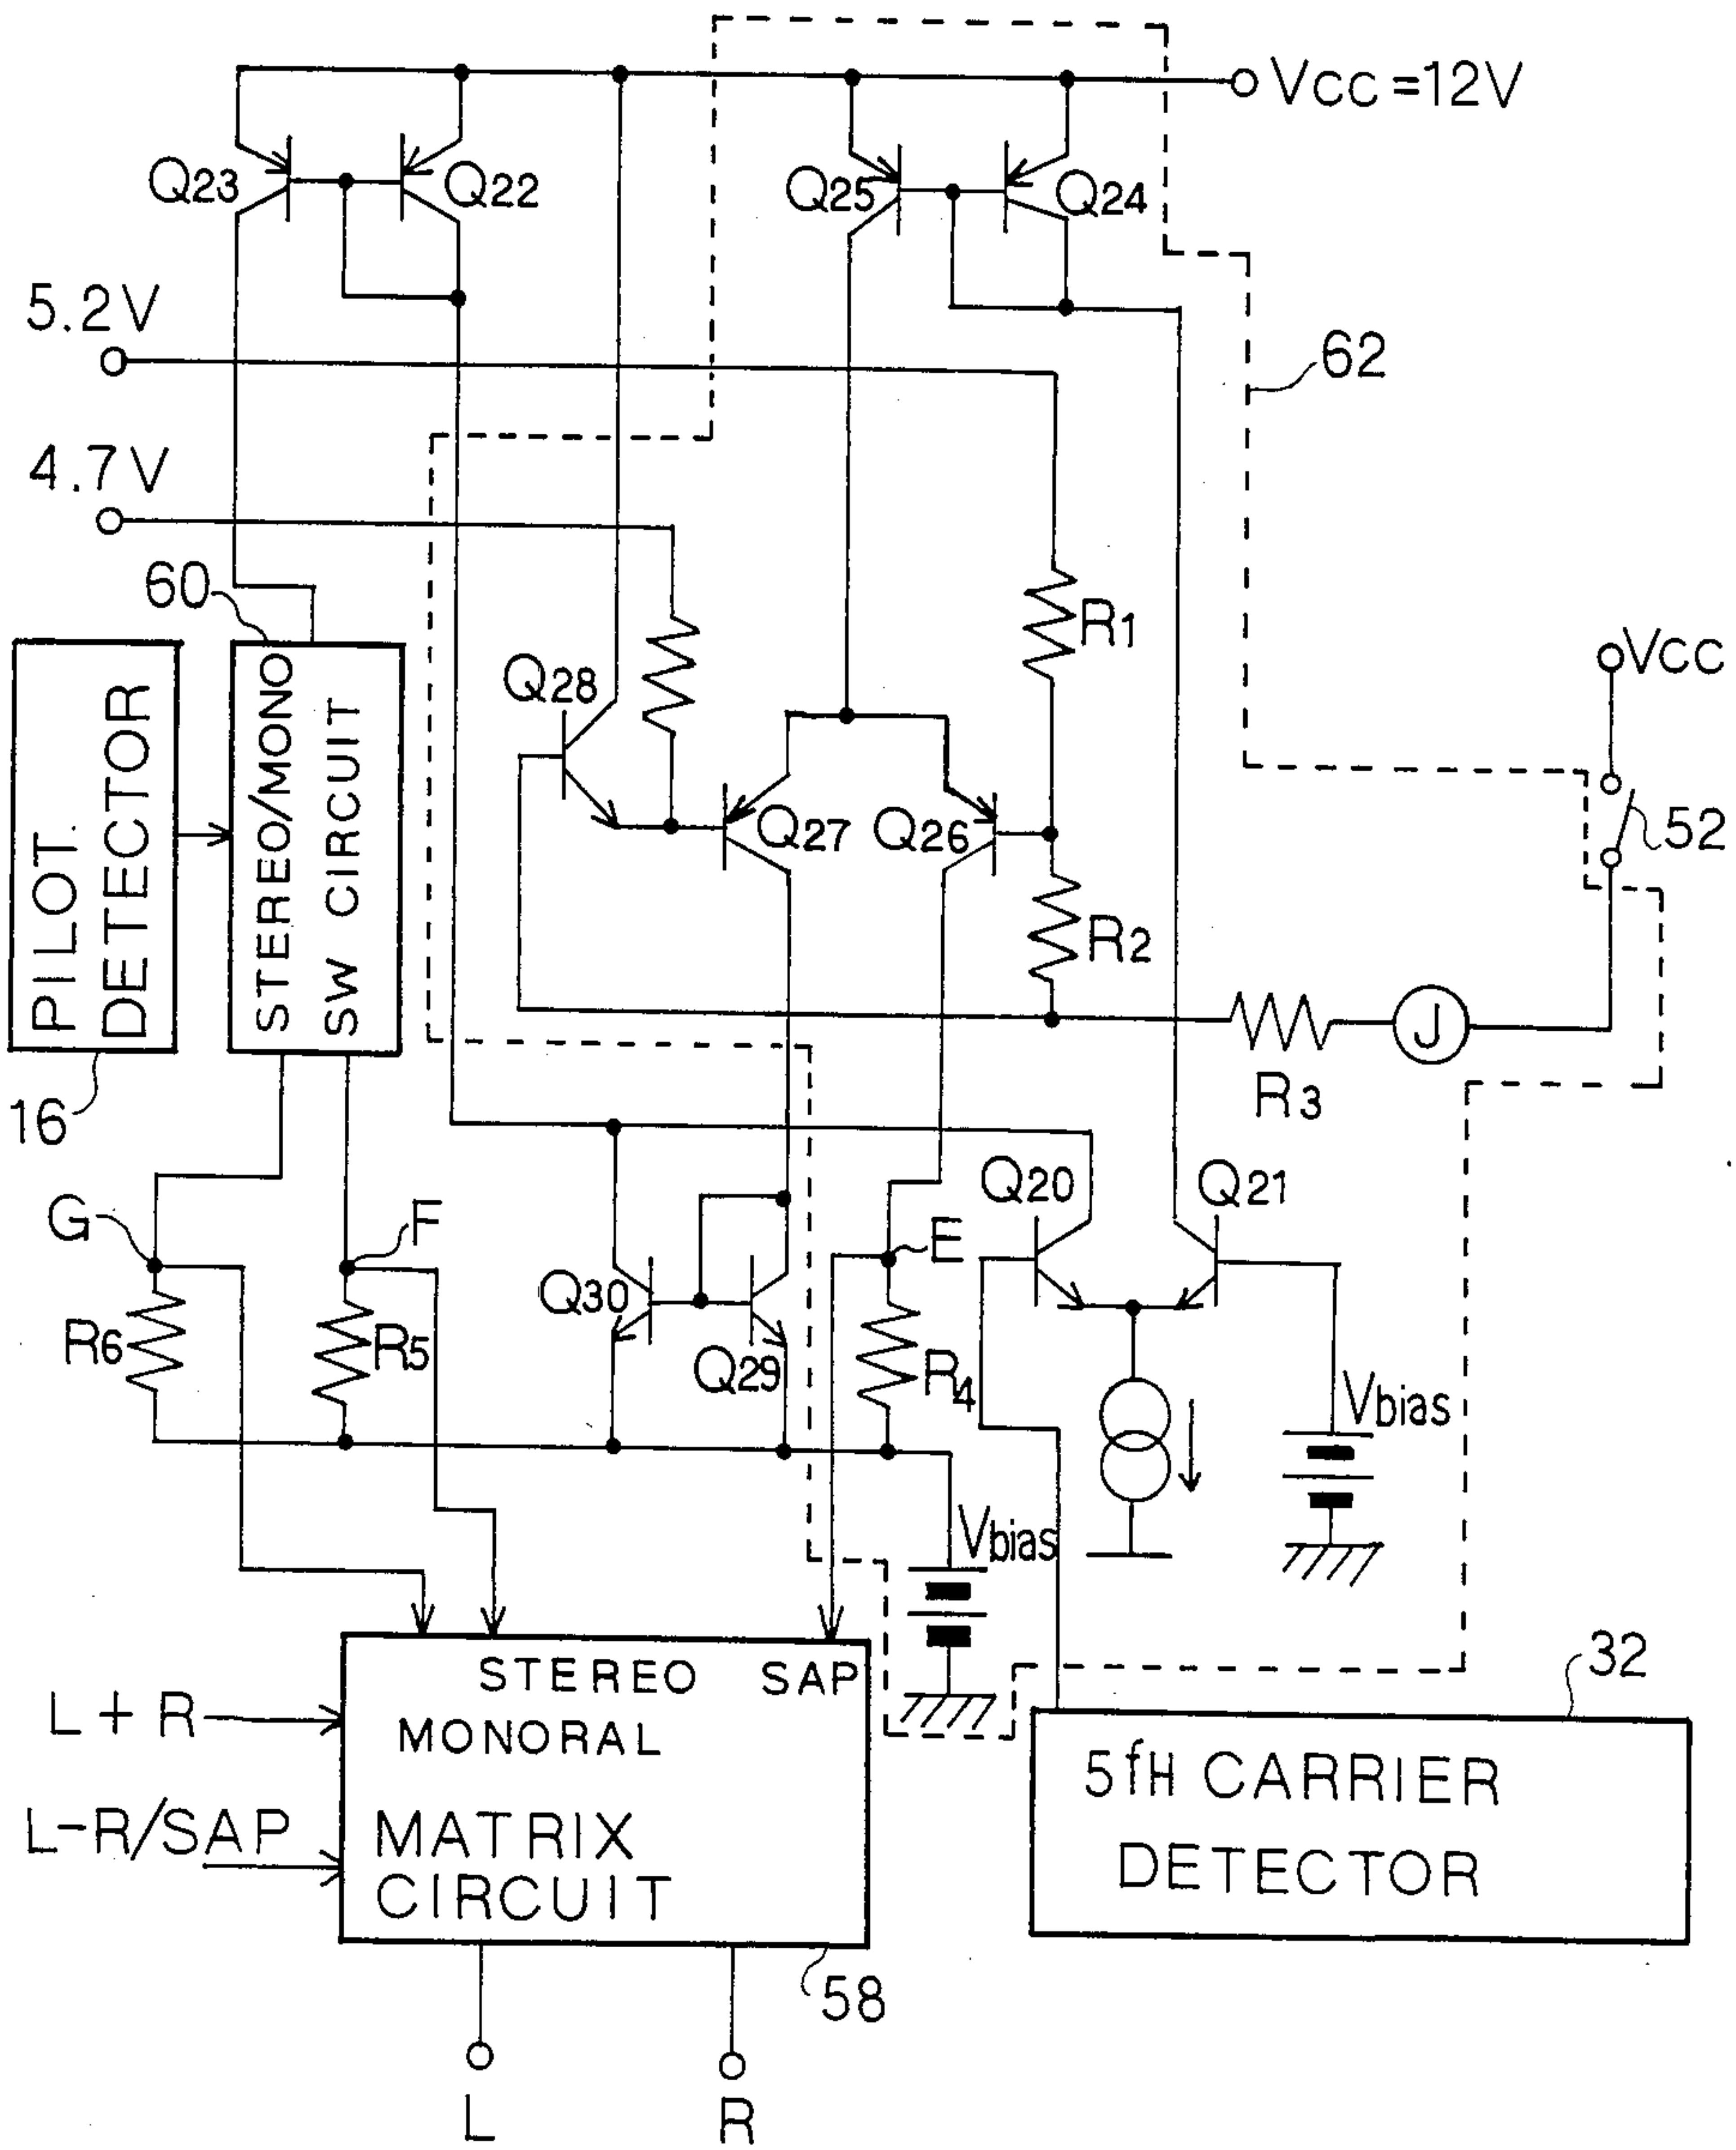 VCC =12V
Q23
Q22
Q25
Q24
5.2V
62
4.7V
60
R1
VCC
Q28
PILOT.
DETECTOR
STEREO/MONO
SW CIRCUIT
Q27
Q26
52
R2
J
R3
16
Q20
Q21
G
F
E
Q30
R6
R5
Q29
R4
Vbias
Vbias
STEREO
SAP
32
L+R
MONORAL
5fH CARRIER
DETECTOR
L-R/SAP
MATRIX
CIRCUIT
58
L
R